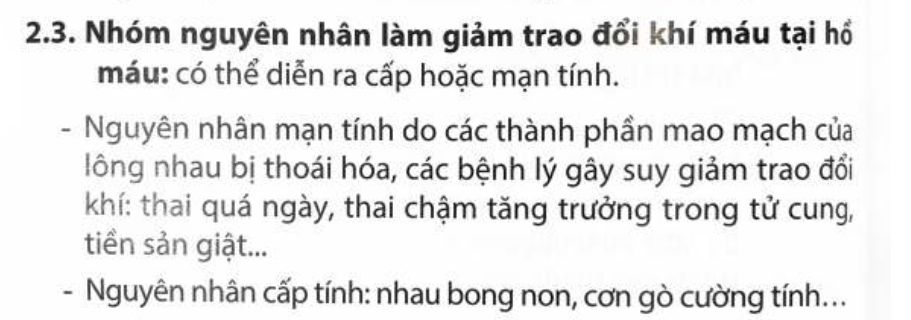 2.3. Nhóm nguyên nhân làm giảm trao đổi khí máu tại hồ
máu: có thể diễn ra cấp hoặc mạn tính.
- Nguyên nhân mạn tính do các thành phần mao mạch của
lông nhau bị thoái hóa, các bệnh lý gây suy giảm trao đổi
khí: thai quá ngày, thai chậm tăng trưởng trong tử cung,
tiền sản giật...
- Nguyên nhân cấp tính: nhau bong non, cơn gò cường tính...